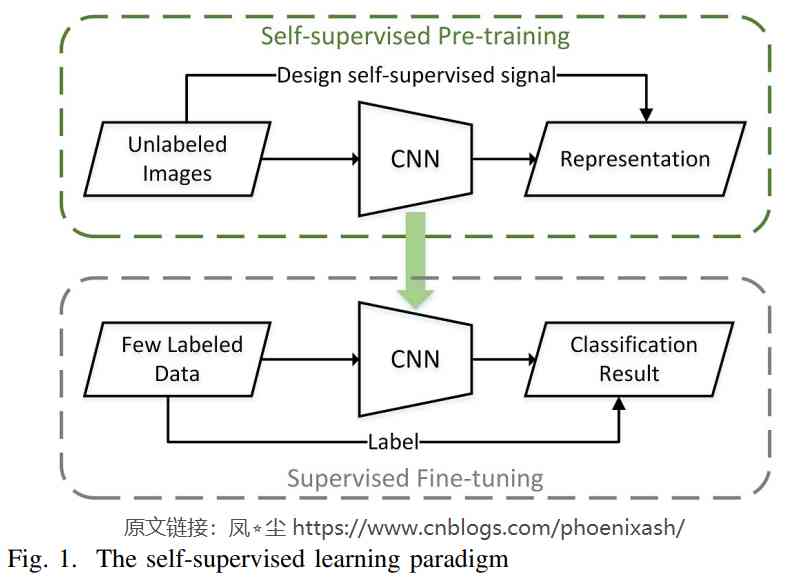 Self-supervised Pre-training
Design self-supervised signal
Unlabeled
Images
CNN
Representation
Few Labeled
Data
CNN
Classification
Result
Label
Supervised Fine-tuning
原文链接：凤⭐尘 https://www.cnblogs.com/phoenixash/
Fig. 1. The self-supervised learning paradigm